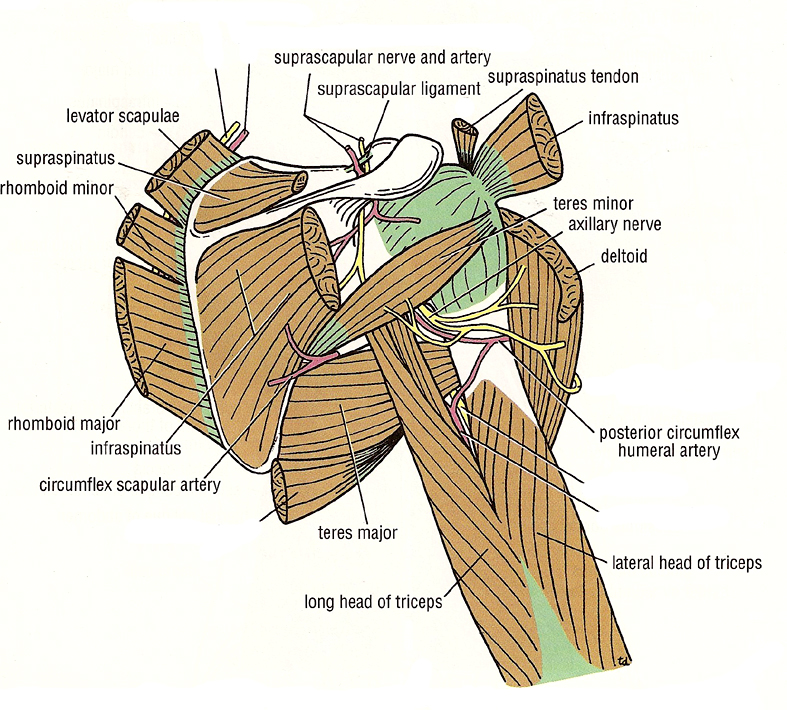 suprascapular nerve and artery
supraspinatus tendon
suprascapular ligament
levator scapulae
infraspinatus
supraspinatus
rhomboid minor
teres minor
axillary nerve
deltoid
rhomboid major
infraspinatus
posterior circumflex
humeral artery
circumflex scapular artery
teres major
lateral head of triceps
long head of triceps
td